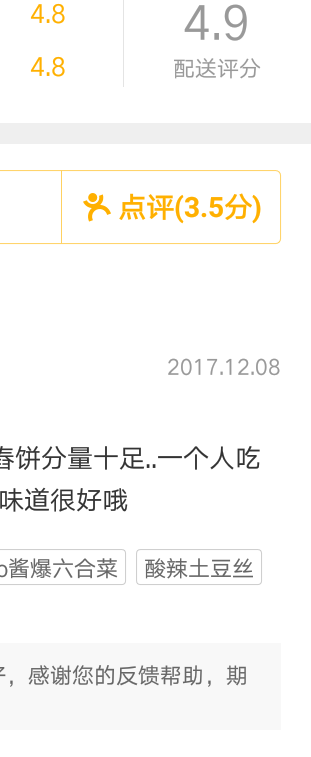 4.8
4.9
4.8
配送评分
点评(3.5分)
2017.12.08
饼分量十足..一个人吃
味道很好哦
o酱爆六合菜
酸辣土豆丝
，感谢您的反馈帮助，期